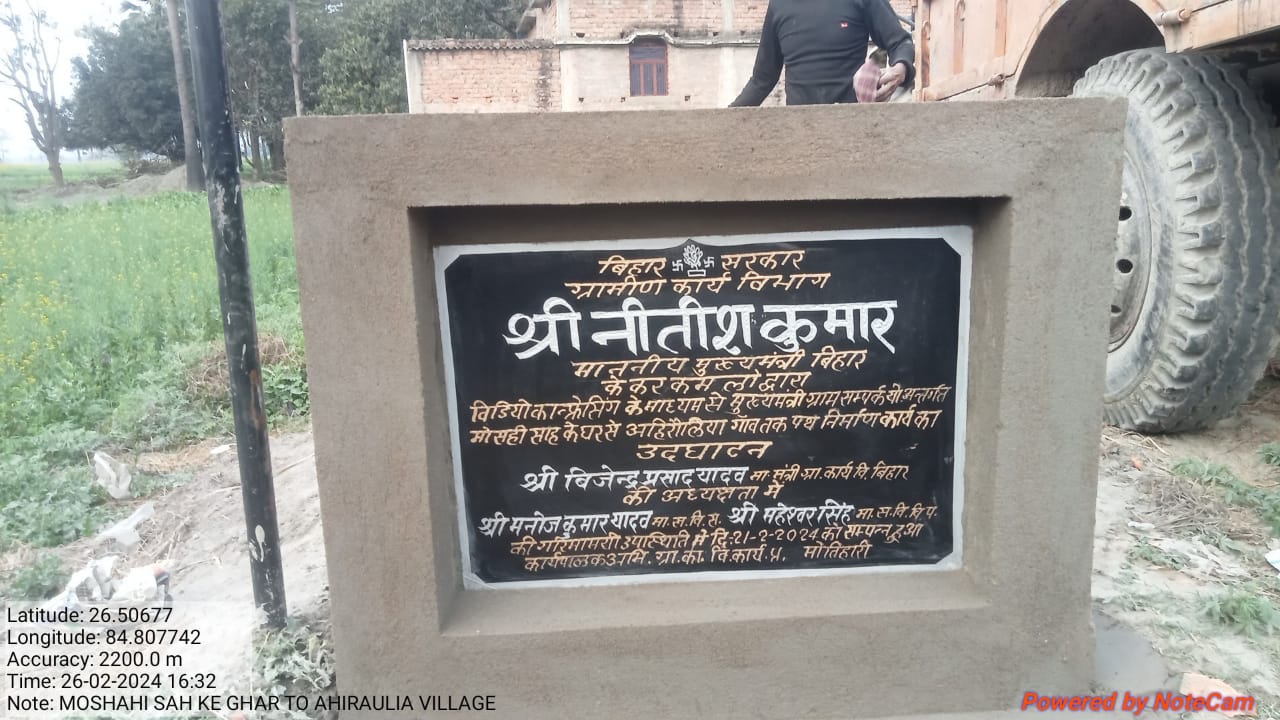 बिहार सरकार
ग्रामीण कार्य विभाग
श्री नीतीश कुमार
माननीय मुख्यमंत्री बिहार
के कर कमलो द्वारा
विडियो कान्फ्रेसिंग के माध्यम से मुख्यमंत्री ग्राम सम्पर्क यो अन्तर्गत
मोसही साह के घर से अहिरौलिया गाँव तक पथ निर्माण कार्य का
उदघाटन
श्री विजेन्द्र प्रसाद यादव मा. मंत्री ग्रा. कार्य वि. बिहार
की अध्यक्षता में
श्री मनोज कुमार यादव मा. स. वि. स. श्री महेश्वर सिंह मा. स. वि. वि. प.
की गरिमामयी उपस्थिति में दि: 21-2-2024 को सम्पन्न हुआ
कार्यपालक अभि. ग्रा. का. वि. कार्य. प्र. मोतिहारी
Latitude: 26.50677
Longitude: 84.807742
Accuracy: 2200.0 m
Time: 26-02-2024 16:32
Note: MOSHAHI SAH KE GHAR TO AHIRAULIA VILLAGE
Powered by NoteCam